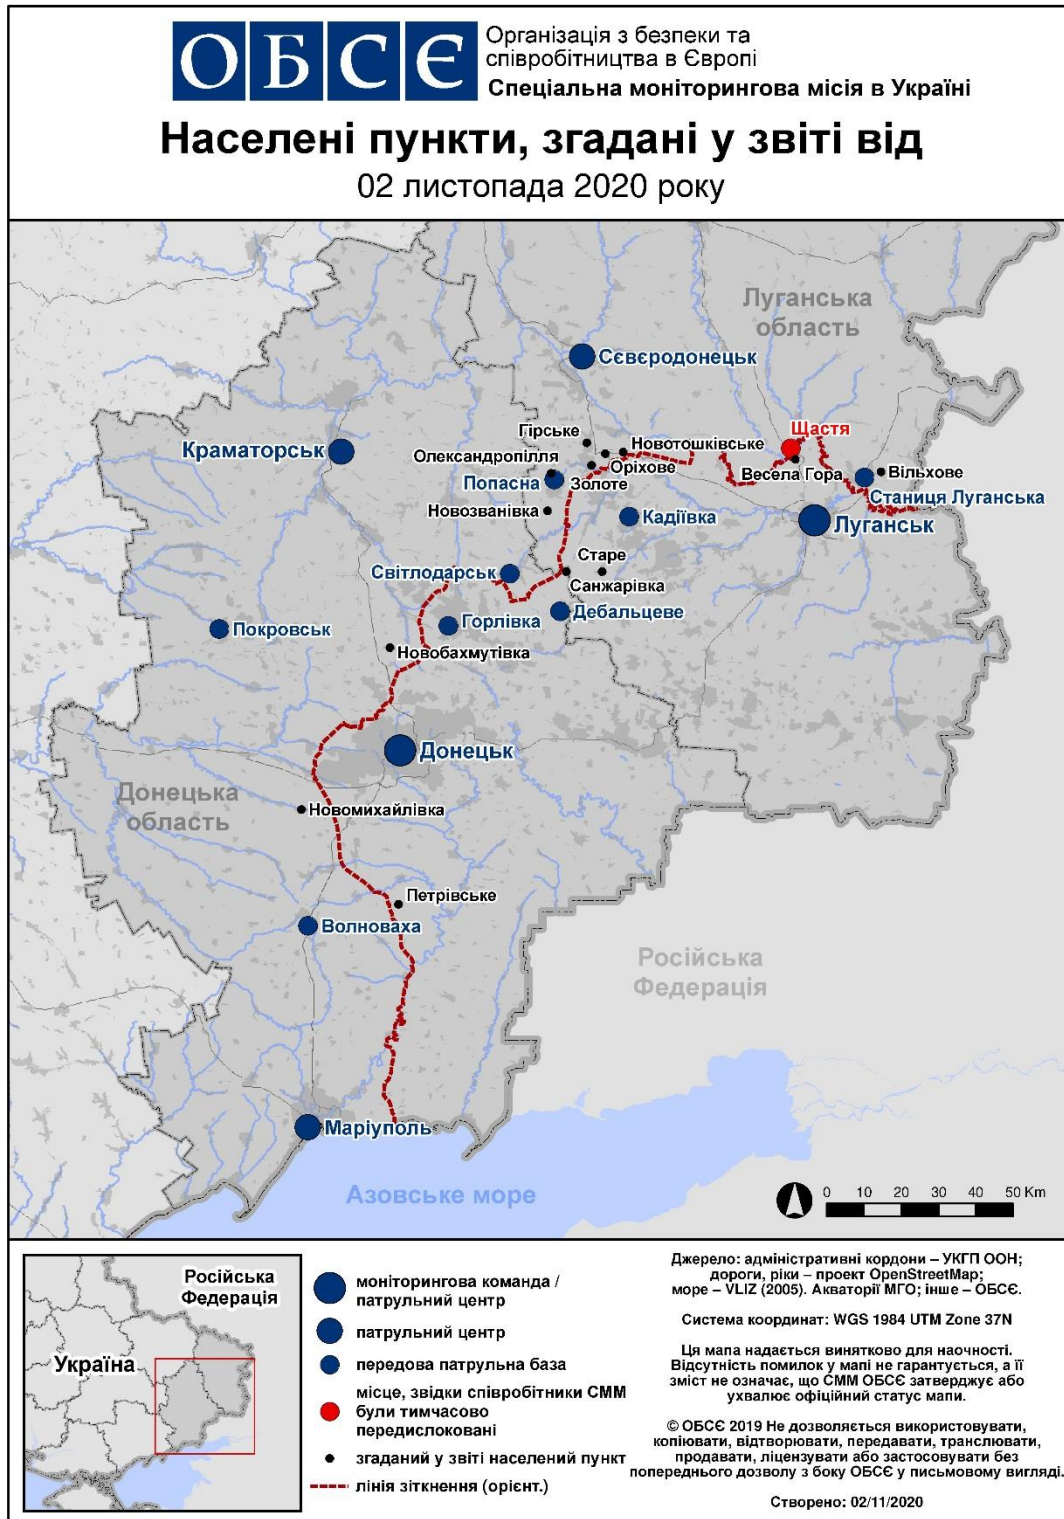 ОБСЄ
Організація з безпеки та
співробітництва в Європі
Спеціальна моніторингова місія в Україні
Населені пункти, згадані у звіті від
02 листопада 2020 року
Луганська
область
Сєвєродонецьк
Щастя
Гірське
Новотошківське
Краматорськ
Олександропілля
Оріхове
Весела Гора
Вільхове
Попасна
Золоте
Станиця Луганська
Новозванівка
Кадіївка
Луганськ
Старе
Світлодарськ
Санжарівка
Дебальцеве
Покровськ
Горлівка
Новобахмутівка
Донецьк
Донецька
область
Новомихайлівка
Петрівське
Волноваха
Російська
Федерація
Маріуполь
Азовське море
0 10 20 30 40 50 Km
Російська
Федерація
Україна
моніторингова команда /
патрульний центр
патрульний центр
передова патрульна база
місце, звідки співробітники СММ
були тимчасово
передислоковані
згаданий у звіті населений пункт
лінія зіткнення (орієнт.)
Джерело: адміністративні кордони – УКГП ООН;
дороги, ріки – проект OpenStreetMap;
море – VLIZ (2005). Акваторії МГО; інше – ОБСЄ.
Система координат: WGS 1984 UTM Zone 37N
Ця мапа надається винятково для наочності.
Відсутність помилок у мапі не гарантується, а її
зміст не означає, що СММ ОБСЄ затверджує або
ухвалює офіційний статус мапи.
© ОБСЄ 2019 Не дозволяється використовувати,
копіювати, відтворювати, передавати, транслювати,
продавати, ліцензувати або застосовувати без
попереднього дозволу з боку ОБСЄ у письмовому вигляді.
Створено: 02/11/2020